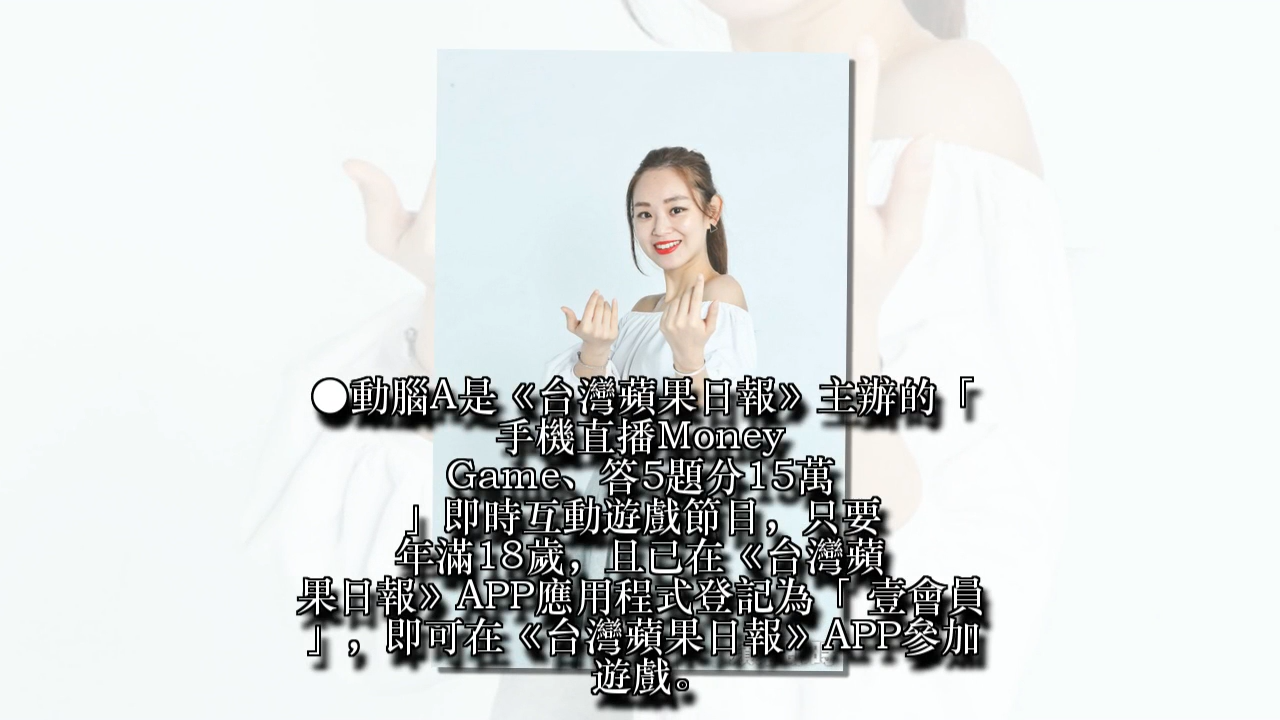 ●動腦A是《台灣蘋果日報》主辦的「
手機直播Money
Game、答5題分15萬
」即時互動遊戲節目，只要
年滿18歲，且已在《台灣蘋
果日報》APP應用程式登記為「 壹會員
」，即可在《台灣蘋果日報》APP參加
遊戲。